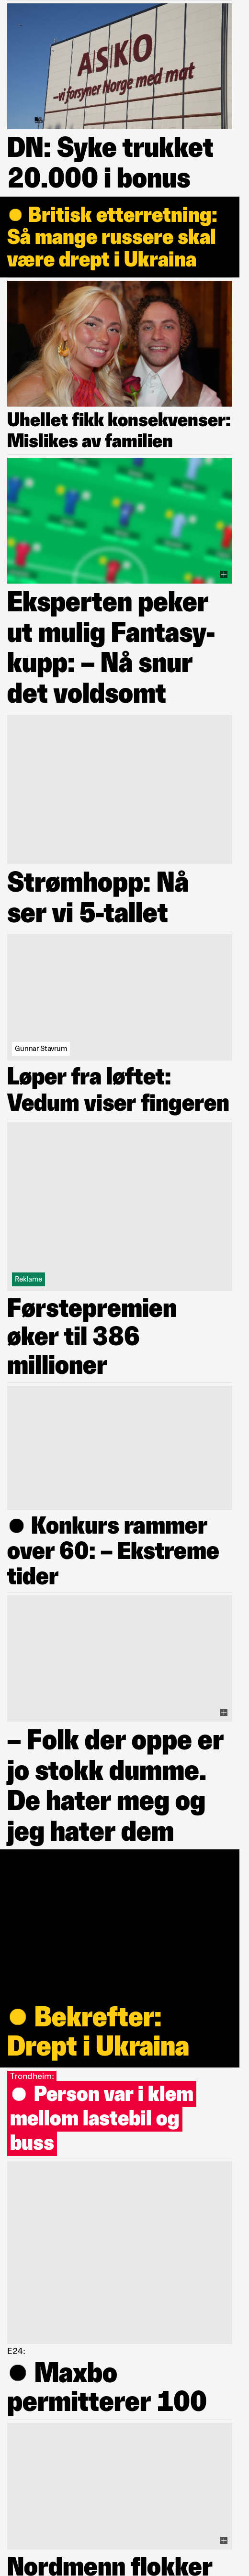 ASKO
–vi forsyner Norge med mat
DN: Syke trukket
20.000 i bonus
Britisk etterretning:
Så mange russere skal
være drept i Ukraina
Uhellet fikk konsekvenser:
Mislikes av familien
Eksperten peker
ut mulig Fantasy-
kupp: – Nå snur
det voldsomt
Strømhopp: Nå
ser vi 5-tallet
Gunnar Stavrum
Løper fra løftet:
Vedum viser fingeren
Reklame
Førstepremien
øker til 386
millioner
Konkurs rammer
over 60: – Ekstreme
tider
– Folk der oppe er
jo stokk dumme.
De hater meg og
jeg hater dem
Bekrefter:
Drept i Ukraina
Trondheim:
Person var i klem
mellom lastebil og
buss
E24:
Maxbo
permitterer 100
Nordmenn flokker